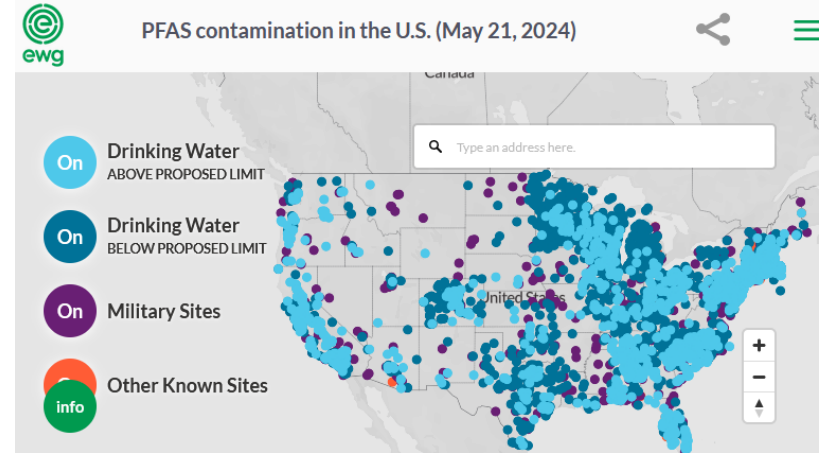 ewg
PFAS contamination in the U.S. (May 21, 2024)
Canada
Type an address here.
On
Drinking Water
ABOVE PROPOSED LIMIT
On
Drinking Water
BELOW PROPOSED LIMIT
United States
On
Military Sites
Other Known Sites
info